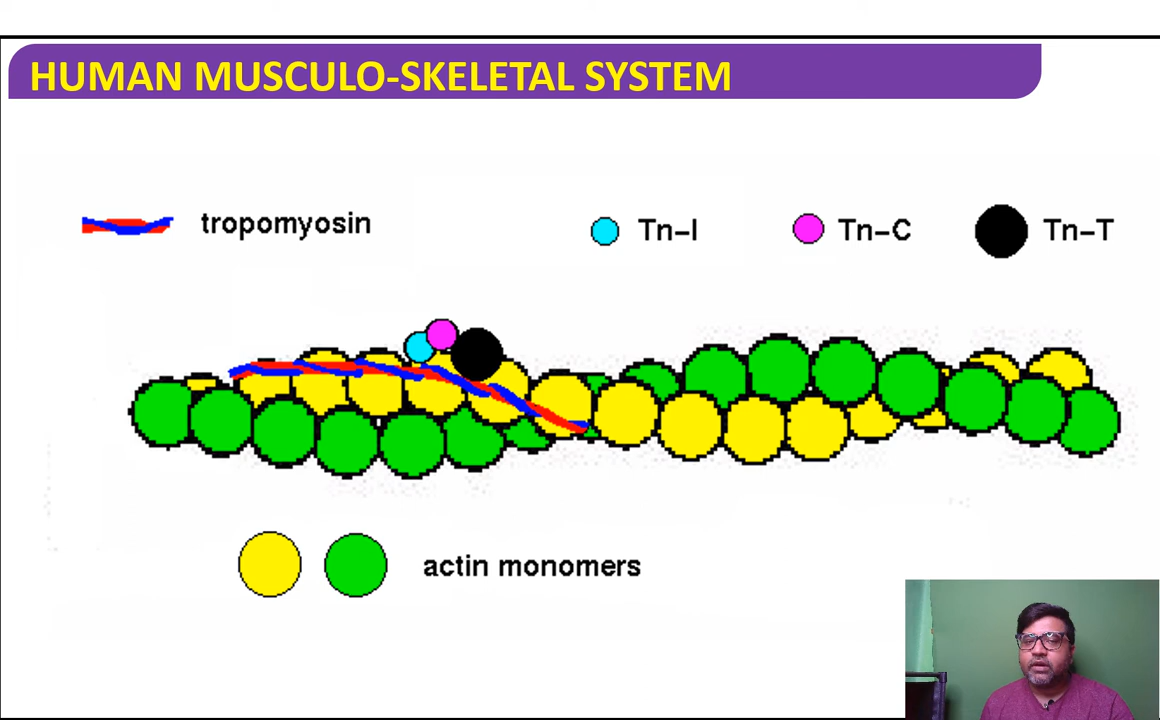 HUMAN MUSCULO-SKELETAL SYSTEM
tropomyosin
Tn-I
Tn-C
Tn-T
actin monomers